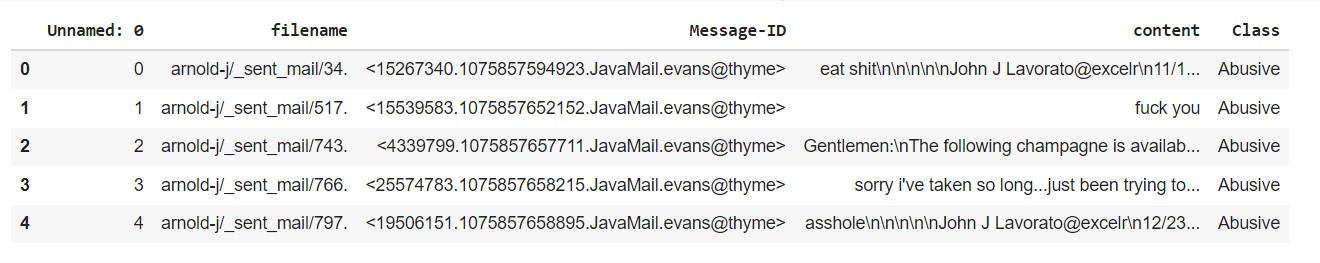 Unnamed: 0 filename Message-ID content Class
0 0 arnold-j/_sent_mail/34. <15267340.1075857594923.JavaMail.evans@thyme> eat shit\n\n\n\n\nJohn J Lavorato@excelr\n11/1... Abusive
1 1 arnold-j/_sent_mail/517. <15539583.1075857652152.JavaMail.evans@thyme> fuck you Abusive
2 2 arnold-j/_sent_mail/743. <4339799.1075857657711.JavaMail.evans@thyme> Gentlemen:\nThe following champagne is availab... Abusive
3 3 arnold-j/_sent_mail/766. <25574783.1075857658215.JavaMail.evans@thyme> sorry i've taken so long...just been trying to... Abusive
4 4 arnold-j/_sent_mail/797. <19506151.1075857658895.JavaMail.evans@thyme> asshole\n\n\n\n\nJohn J Lavorato@excelr\n12/23... Abusive